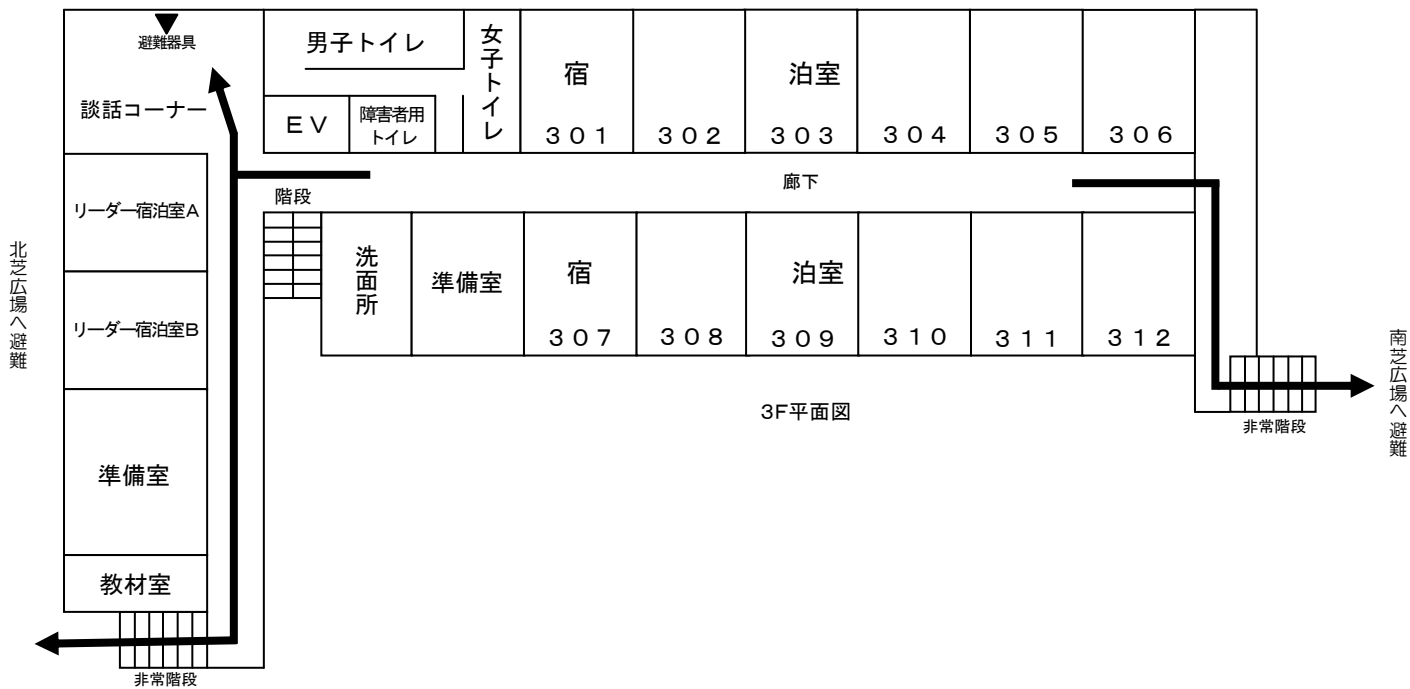 避難器具
談話コーナー
男子トイレ
女子トイレ
ＥＶ
障害者用
トイレ
宿
泊室
３０１
３０２
３０３
３０４
３０５
３０６
廊下
階段
リーダー宿泊室A
リーダー宿泊室B
準備室
教材室
洗面所
準備室
宿
泊室
３０７
３０８
３０９
３１０
３１１
３１２
北芝広場へ避難
南芝広場へ避難
3F平面図
非常階段
非常階段